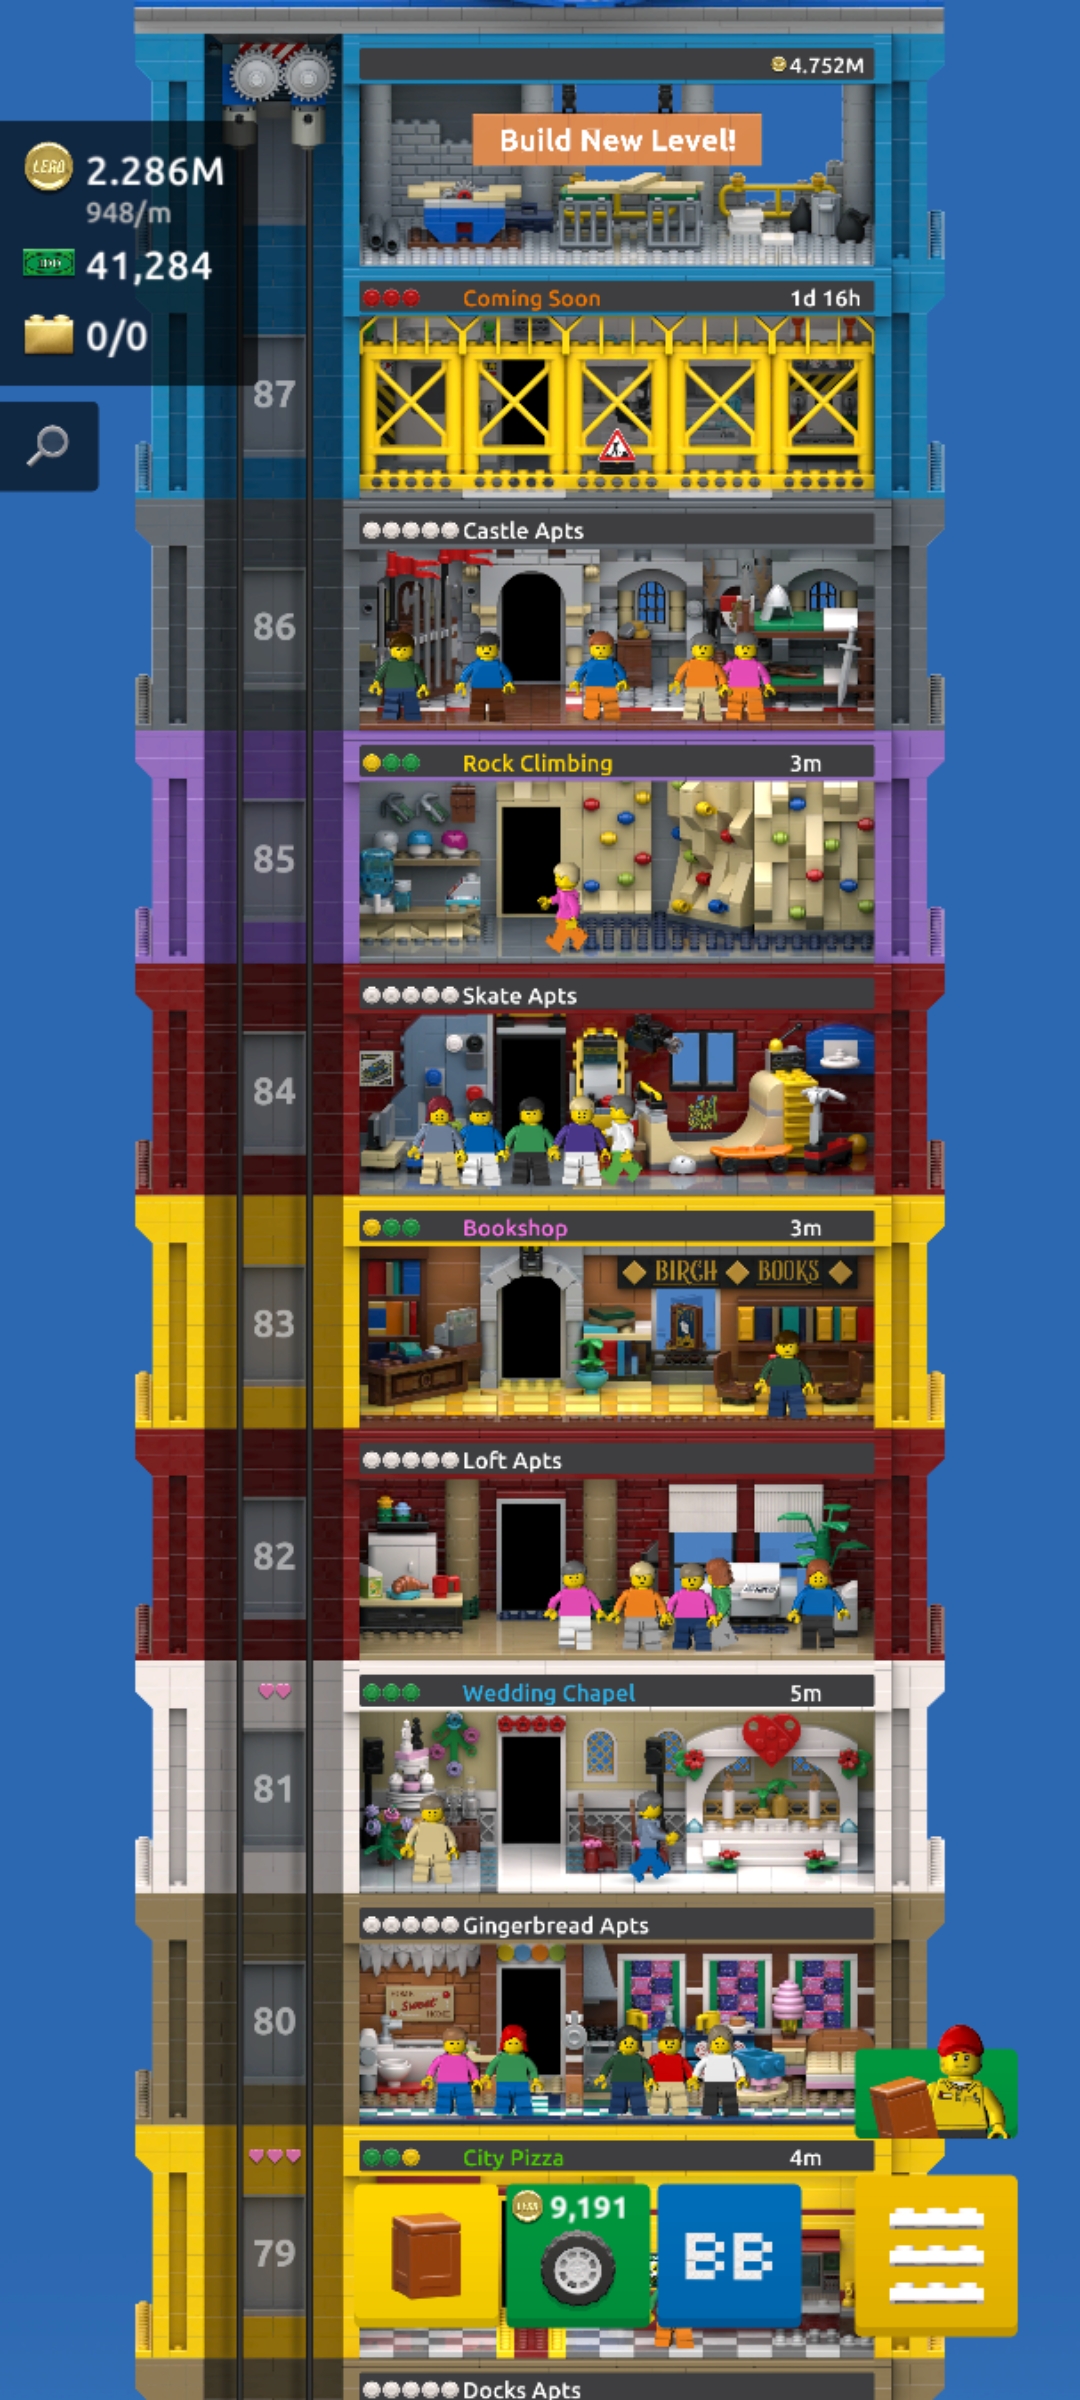 4.752M
Build New Level!
LEGO 2.286M
948/m
41,284
0/0
Coming Soon 1d 16h
87
Castle Apts
86
Rock Climbing 3m
85
Skate Apts
84
Bookshop 3m
BIRCH BOOKS
83
Loft Apts
82
Wedding Chapel 5m
81
Gingerbread Apts
Sweet
80
City Pizza 4m
9,191
BB
79
Docks Apts